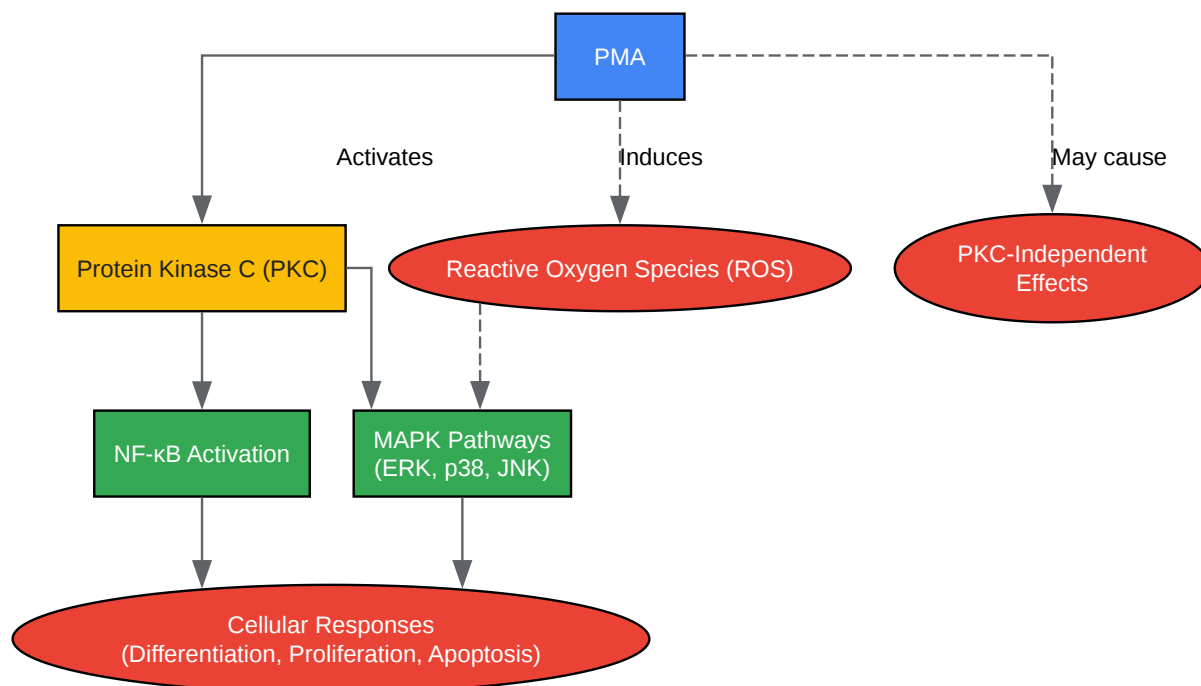 PMA
Activates
Induces
May cause
Protein Kinase C (PKC)
Reactive Oxygen Species (ROS)
PKC-Independent
Effects
NF-κB Activation
MAPK Pathways
(ERK, p38, JNK)
Cellular Responses
(Differentiation, Proliferation, Apoptosis)